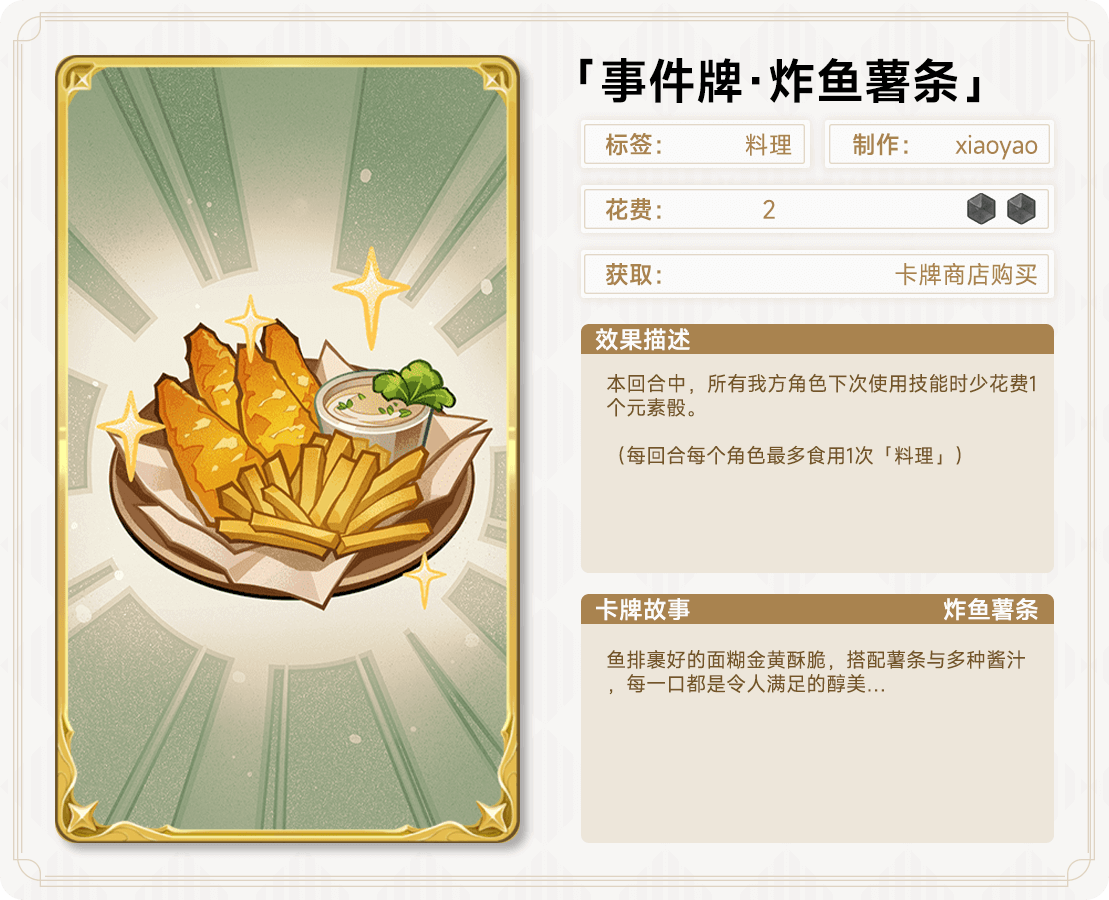 「事件牌·炸鱼薯条」
标签： 料理 制作： xiaoyao
花费： 2
获取： 卡牌商店购买
效果描述
本回合中，所有我方角色下次使用技能时少花费1
个元素骰。
（每回合每个角色最多食用1次「料理」）
卡牌故事 炸鱼薯条
鱼排裹好的面糊金黄酥脆，搭配薯条与多种酱汁
，每一口都是令人满足的醇美...